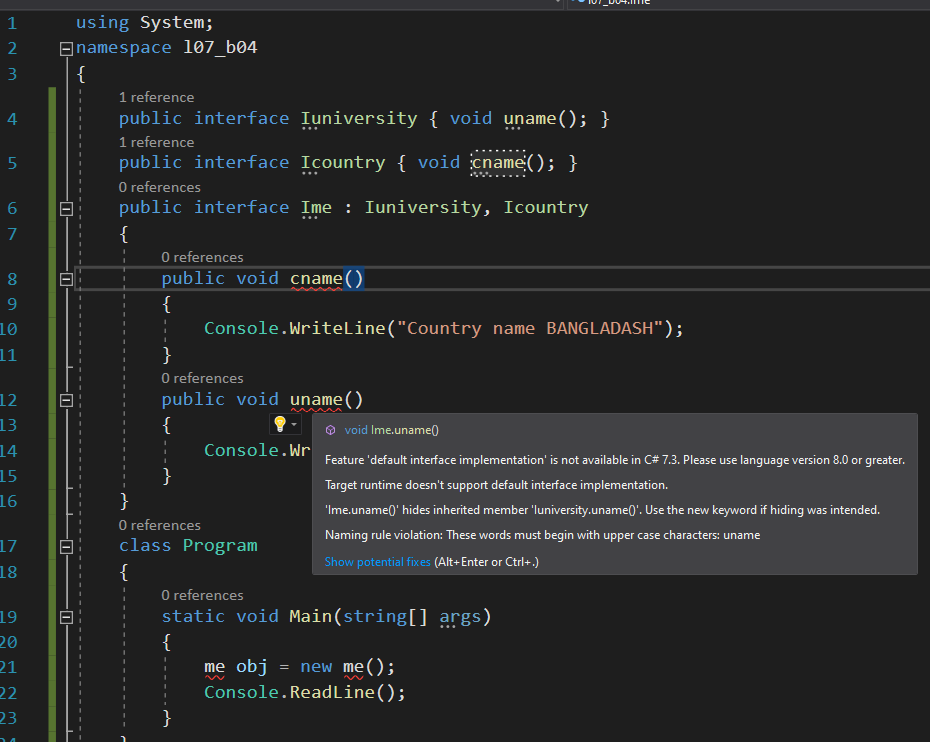 l07_b04.Ime
1 using System;
2 namespace l07_b04
3 {
1 reference
4 public interface Iuniversity { void uname(); }
1 reference
5 public interface Icountry { void cname(); }
0 references
6 public interface Ime : Iuniversity, Icountry
7 {
0 references
8 public void cname()
9 {
10 Console.WriteLine("Country name BANGLADASH");
11 }
0 references
12 public void uname()
13 {
void Ime.uname()
14 Console.Wr
Feature 'default interface implementation' is not available in C# 7.3. Please use language version 8.0 or greater.
15 }
Target runtime doesn't support default interface implementation.
16 }
'Ime.uname()' hides inherited member 'Iuniversity.uname()'. Use the new keyword if hiding was intended.
0 references
Naming rule violation: These words must begin with upper case characters: uname
17 class Program
Show potential fixes (Alt+Enter or Ctrl+.)
18 {
0 references
19 static void Main(string[] args)
20 {
21 me obj = new me();
22 Console.ReadLine();
23 }
24 }